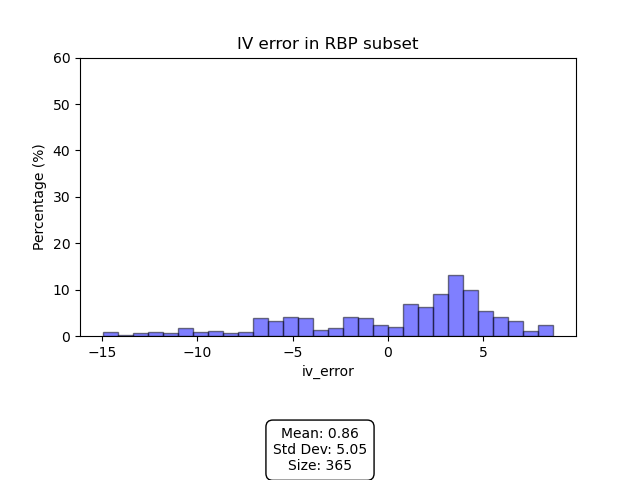 IV error in RBP subset
60
50
40
30
20
10
0
Percentage (%)
−15
−10
−5
0
5
iv_error
Mean: 0.86
Std Dev: 5.05
Size: 365